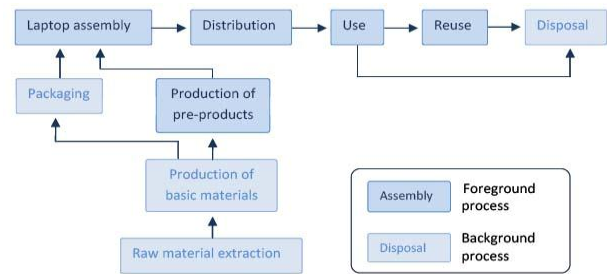 Laptop assembly
Distribution
Use
Reuse
Disposal
Packaging
Production of
pre-products
Production of
basic materials
Raw material extraction
Assembly
Foreground
process
Disposal
Background
process